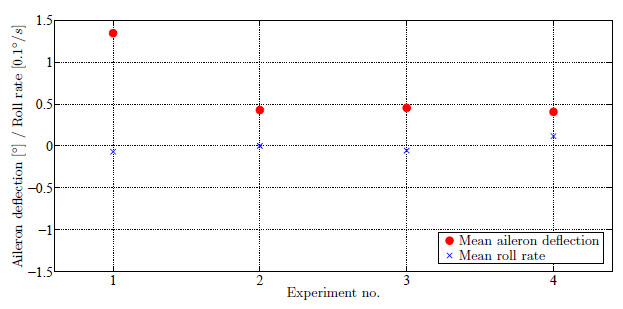 1.5
1
0.5
0
−0.5
−1
−1.5
Aileron deflection [°] / Roll rate [0.1°/s]
1 2 3 4
Experiment no.
Mean aileron deflection
Mean roll rate